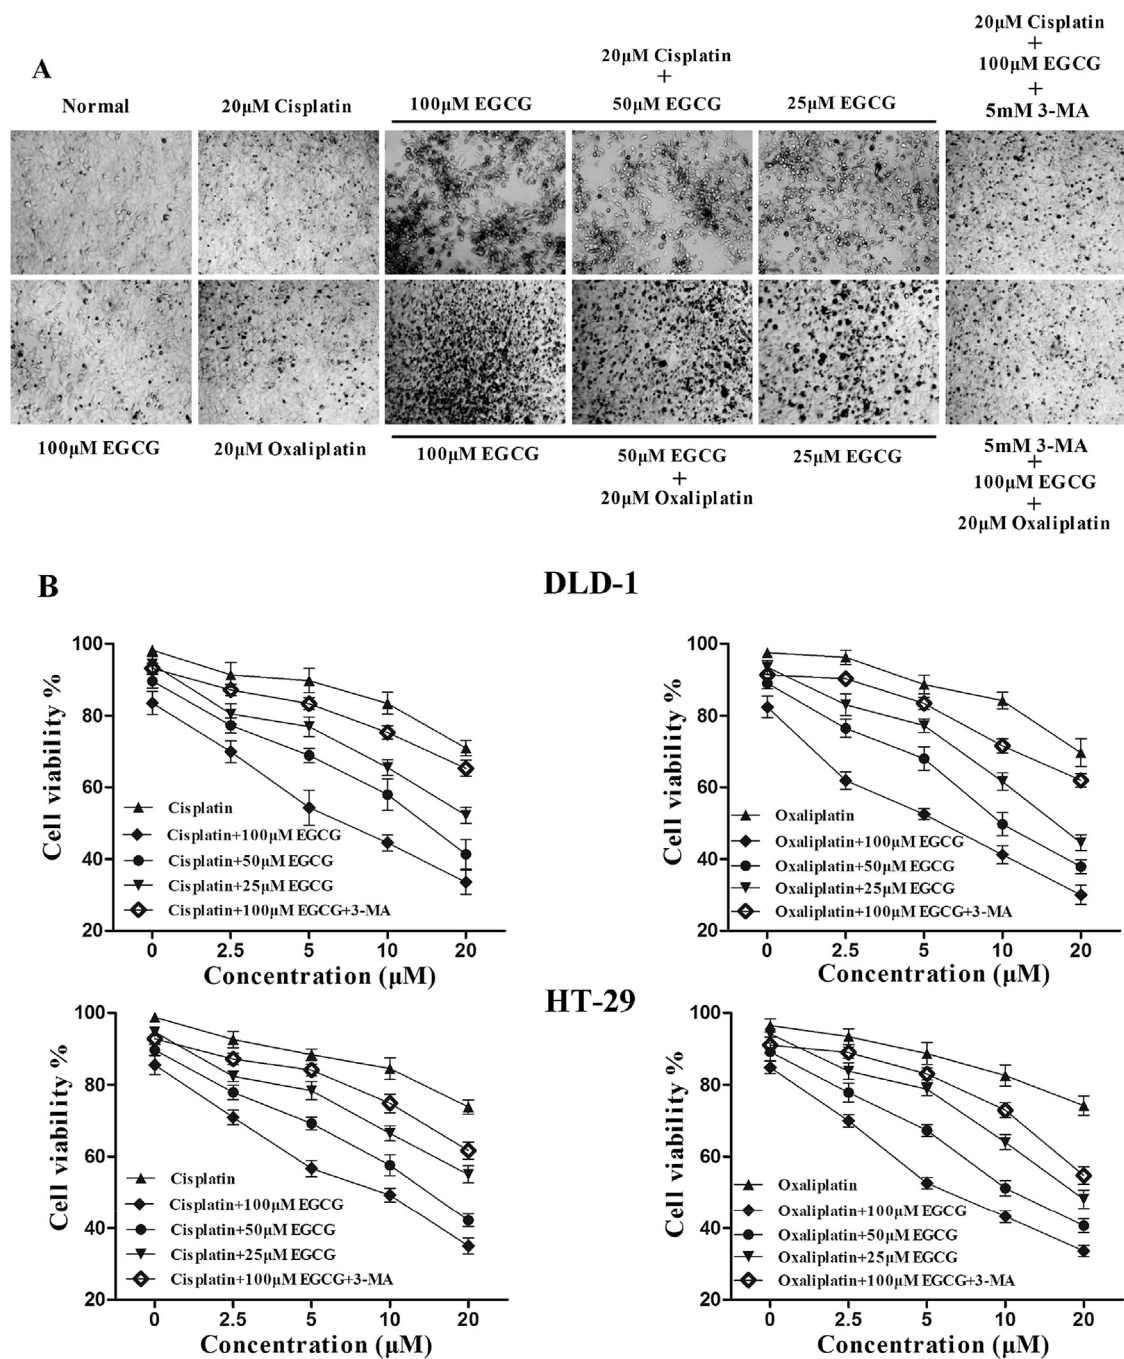 A
Normal
20μM Cisplatin
20μM Cisplatin
+
100μM EGCG
50μM EGCG
25μM EGCG
20μM Cisplatin
+
100μM EGCG
+
5mM 3-MA
100μM EGCG
20μM Oxaliplatin
100μM EGCG
50μM EGCG
25μM EGCG
+
20μM Oxaliplatin
5mM 3-MA
+
100μM EGCG
+
20μM Oxaliplatin
B
DLD-1
Cell viability %
100
80
60
40
20
Cisplatin
Cisplatin+100μM EGCG
Cisplatin+50μM EGCG
Cisplatin+25μM EGCG
Cisplatin+100μM EGCG+3-MA
0 2.5 5 10 20
Concentration (μM)
Cell viability %
100
80
60
40
20
Oxaliplatin
Oxaliplatin+100μM EGCG
Oxaliplatin+50μM EGCG
Oxaliplatin+25μM EGCG
Oxaliplatin+100μM EGCG+3-MA
0 2.5 5 10 20
Concentration (μM)
HT-29
Cell viability %
100
80
60
40
20
Cisplatin
Cisplatin+100μM EGCG
Cisplatin+50μM EGCG
Cisplatin+25μM EGCG
Cisplatin+100μM EGCG+3-MA
0 2.5 5 10 20
Concentration (μM)
Cell viability %
100
80
60
40
20
Oxaliplatin
Oxaliplatin+100μM EGCG
Oxaliplatin+50μM EGCG
Oxaliplatin+25μM EGCG
Oxaliplatin+100μM EGCG+3-MA
0 2.5 5 10 20
Concentration (μM)